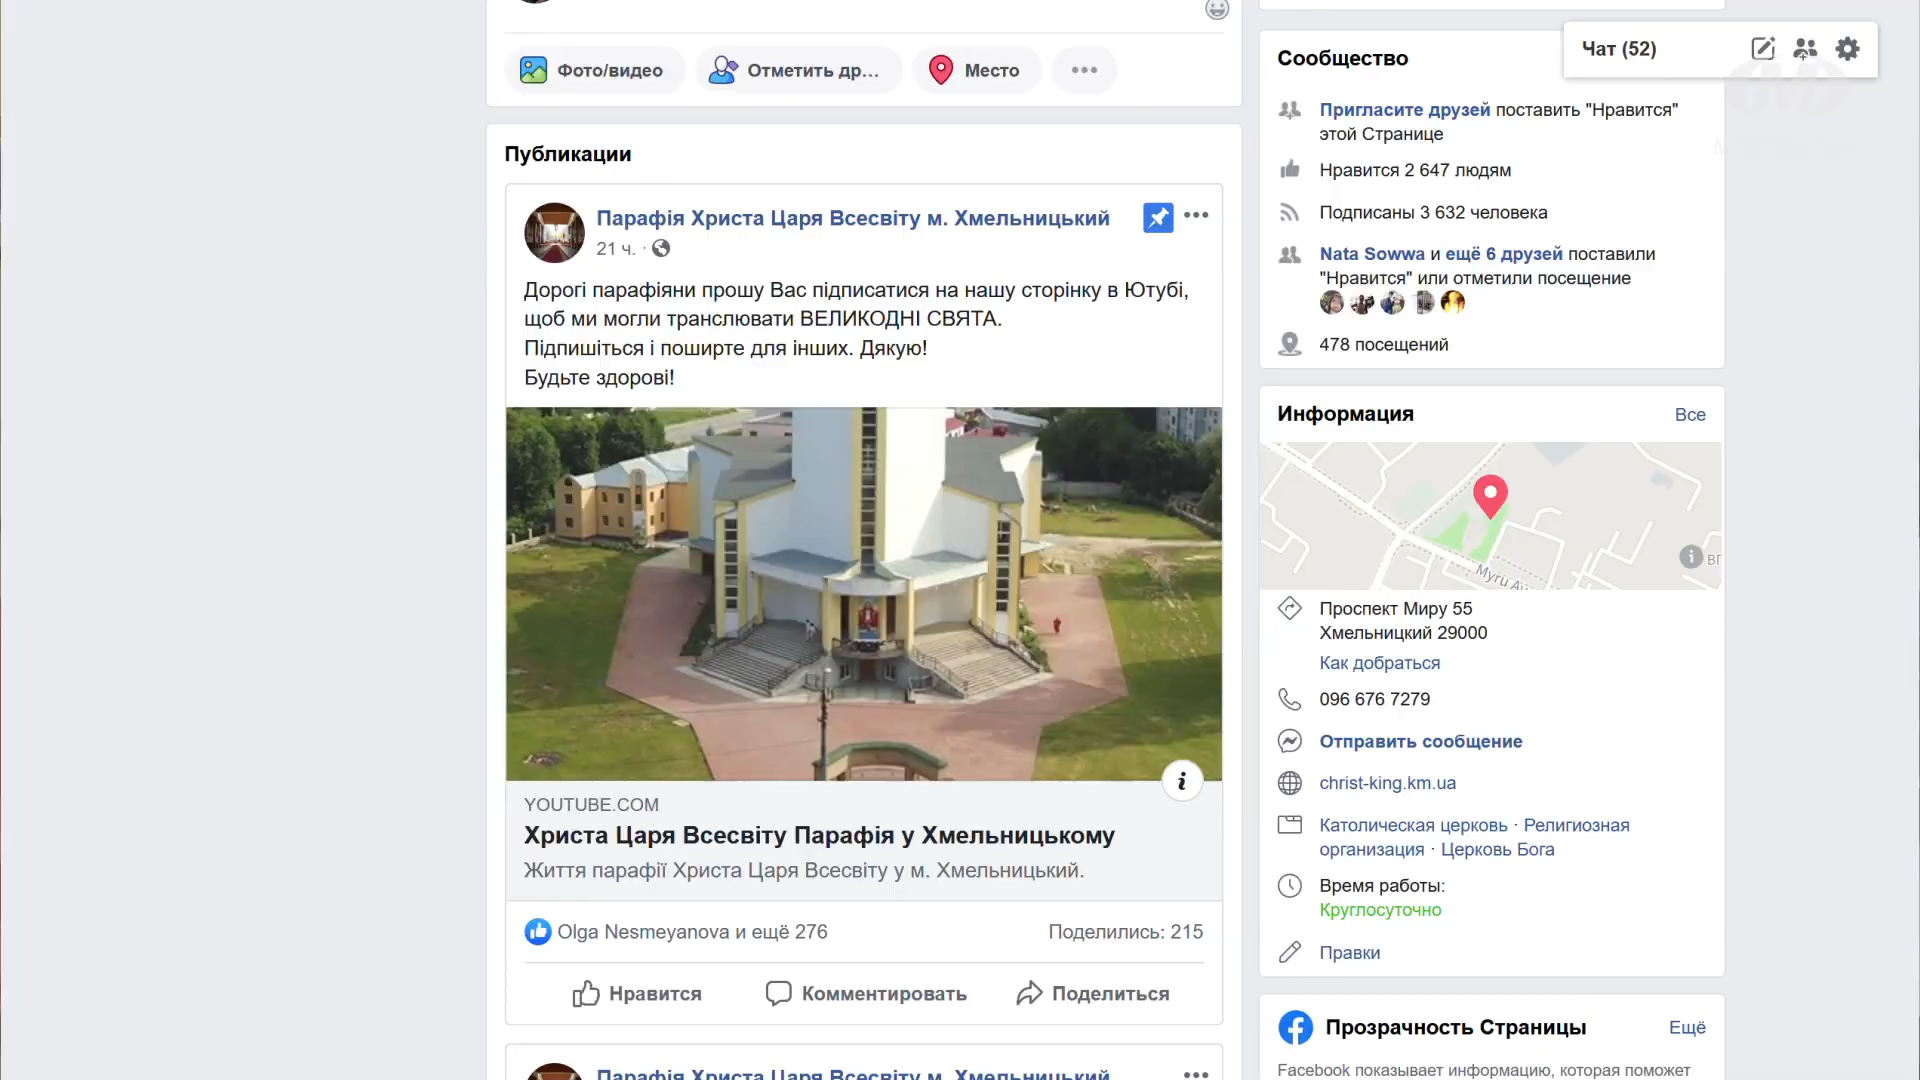 Фото/видео
Отметить др...
Место
Публикации
Парафія Христа Царя Всесвіту м. Хмельницький
21 ч.
Дорогі парафіяни прошу Вас підписатися на нашу сторінку в Ютубі,
щоб ми могли транслювати ВЕЛИКОДНІ СВЯТА.
Підпишіться і поширте для інших. Дякую!
Будьте здорові!
YOUTUBE.COM
Христа Царя Всесвіту Парафія у Хмельницькому
Життя парафії Христа Царя Всесвіту у м. Хмельницький.
Olga Nesmeyanova и ещё 276
Поделились: 215
Нравится
Комментировать
Поделиться
Парафія Христа Царя Всесвіту м. Хмельницький
Чат (52)
Сообщество
Пригласите друзей поставить "Нравится"
этой Странице
Нравится 2 647 людям
Подписаны 3 632 человека
Nata Sowwa и ещё 6 друзей поставили
"Нравится" или отметили посещение
478 посещений
Информация
Все
Myru Av
Проспект Миру 55
Хмельницкий 29000
Как добраться
096 676 7279
Отправить сообщение
christ-king.km.ua
Католическая церковь · Религиозная
организация · Церковь Бога
Время работы:
Круглосуточно
Правки
Прозрачность Страницы
Ещё
Facebook показывает информацию, которая поможет